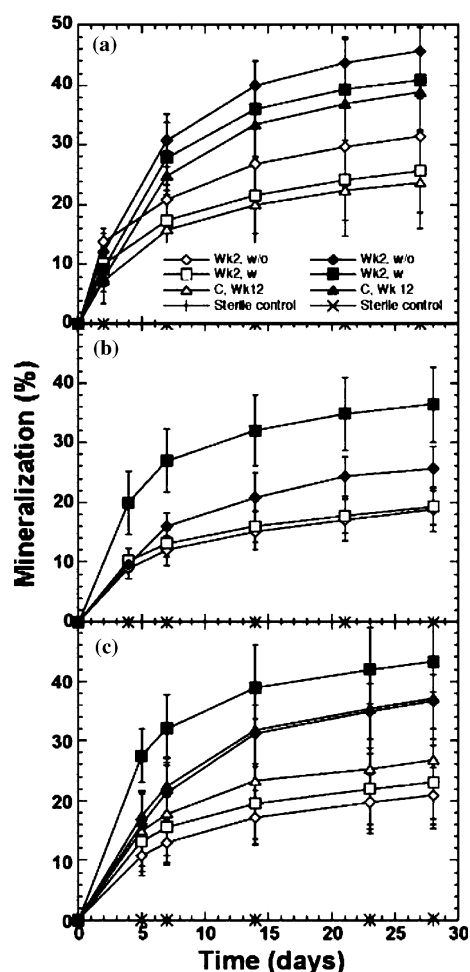 50
(a)
40
30
20
Wk2, w/o Wk2, w/o
Wk2, w Wk2, w
10
C, Wk12 C, Wk 12
Sterile control Sterile control
0
(b)
40
30
20
10
0
(c)
40
30
20
10
0
Mineralization (%)
0 5 10 15 20 25 30
Time (days)